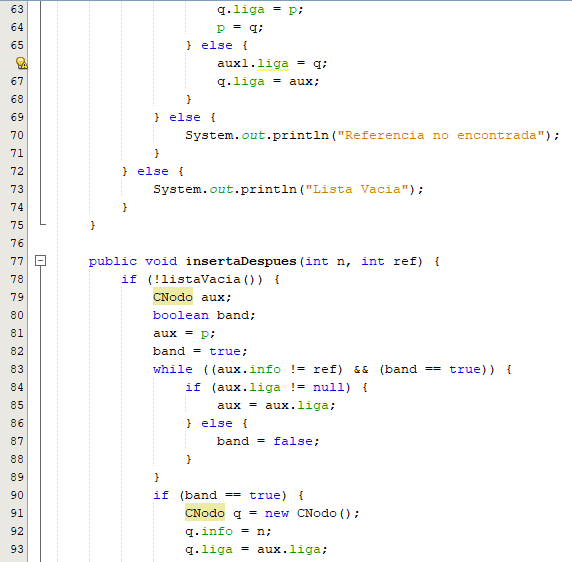 63 q.liga = p;
64 p = q;
65 } else {
aux1.liga = q;
67 q.liga = aux;
68 }
69 } else {
70 System.out.println("Referencia no encontrada");
71 }
72 } else {
73 System.out.println("Lista Vacia");
74 }
75 }
76
77 public void insertaDespues(int n, int ref) {
78 if (!listaVacia()) {
79 CNodo aux;
80 boolean band;
81 aux = p;
82 band = true;
83 while ((aux.info != ref) && (band == true)) {
84 if (aux.liga != null) {
85 aux = aux.liga;
86 } else {
87 band = false;
88 }
89 }
90 if (band == true) {
91 CNodo q = new CNodo();
92 q.info = n;
93 q.liga = aux.liga;